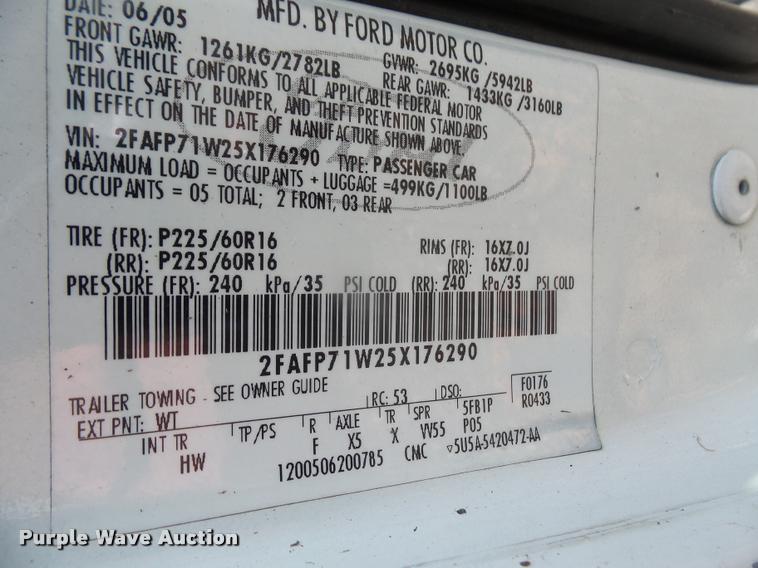 DATE: 06/05
MFD. BY FORD MOTOR CO.
FRONT GAWR: 1261KG/2782LB GVWR: 2695KG/5942LB
REAR GAWR: 1433KG/3160LB
THIS VEHICLE CONFORMS TO ALL APPLICABLE FEDERAL MOTOR
VEHICLE SAFETY, BUMPER, AND THEFT PREVENTION STANDARDS
IN EFFECT ON THE DATE OF MANUFACTURE SHOWN ABOVE
VIN: 2FAFP71W25X176290 TYPE: PASSENGER CAR
MAXIMUM LOAD = OCCUPANTS + LUGGAGE =499KG/1100LB
OCCUPANTS = 05 TOTAL; 2 FRONT, 03 REAR
TIRE (FR): P225/60R16 RIMS (FR): 16X7.0J
(RR): P225/60R16 (RR): 16X7.0J
PRESSURE (FR): 240 kPa/35 PSI COLD (RR): 240 kPa/35 PSI COLD
2FAFP71W25X176290
TRAILER TOWING - SEE OWNER GUIDE
EXT PNT: WT RC: 53 DSO: F0176
R0433
INT TR TP/PS R AXLE TR SPR 5FB1P
HW F X5 X VV55 P05
1200506200785 CMC ▿5U5A-5420472-AA
Purple Wave Auction